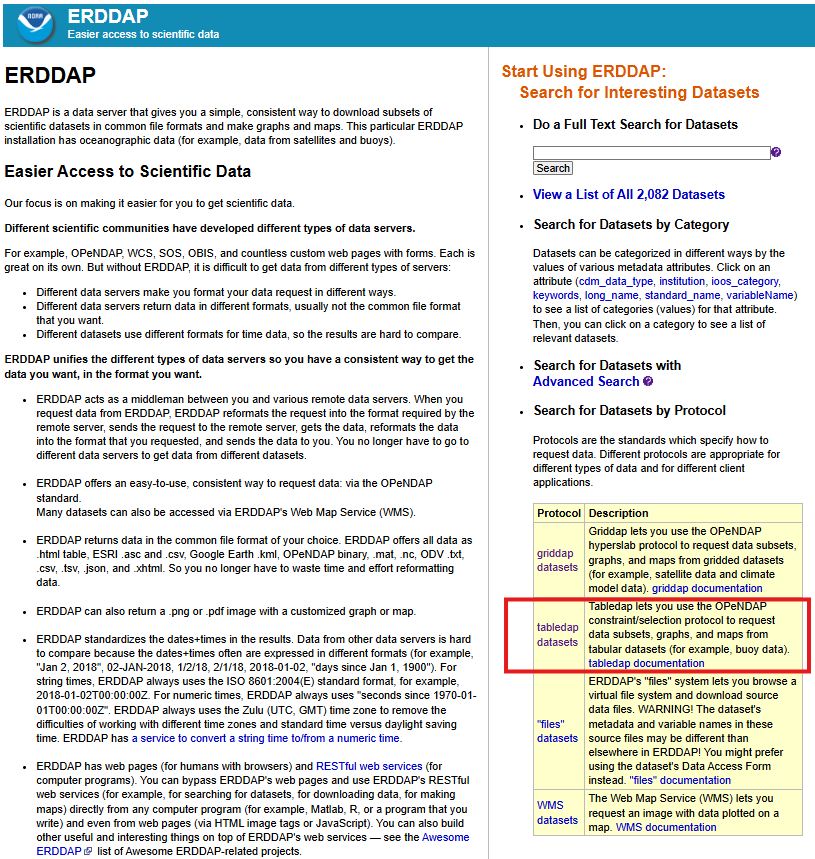 NOAA
ERDDAP
Easier access to scientific data
ERDDAP
ERDDAP is a data server that gives you a simple, consistent way to download subsets of
scientific datasets in common file formats and make graphs and maps. This particular ERDDAP
installation has oceanographic data (for example, data from satellites and buoys).
Easier Access to Scientific Data
Our focus is on making it easier for you to get scientific data.
Different scientific communities have developed different types of data servers.
For example, OPeNDAP, WCS, SOS, OBIS, and countless custom web pages with forms. Each is
great on its own. But without ERDDAP, it is difficult to get data from different types of servers:
• Different data servers make you format your data request in different ways.
• Different data servers return data in different formats, usually not the common file format
that you want.
• Different datasets use different formats for time data, so the results are hard to compare.
ERDDAP unifies the different types of data servers so you have a consistent way to get the
data you want, in the format you want.
• ERDDAP acts as a middleman between you and various remote data servers. When you
request data from ERDDAP, ERDDAP reformats the request into the format required by the
remote server, sends the request to the remote server, gets the data, reformats the data
into the format that you requested, and sends the data to you. You no longer have to go to
different data servers to get data from different datasets.
• ERDDAP offers an easy-to-use, consistent way to request data: via the OPeNDAP
standard.
Many datasets can also be accessed via ERDDAP's Web Map Service (WMS).
• ERDDAP returns data in the common file format of your choice. ERDDAP offers all data as
.html table, ESRI .asc and .csv, Google Earth .kml, OPeNDAP binary, .mat, .nc, ODV .txt,
.csv, .tsv, .json, and .xhtml. So you no longer have to waste time and effort reformatting
data.
• ERDDAP can also return a .png or .pdf image with a customized graph or map.
• ERDDAP standardizes the dates+times in the results. Data from other data servers is hard
to compare because the dates+times often are expressed in different formats (for example,
"Jan 2, 2018", 02-JAN-2018, 1/2/18, 2/1/18, 2018-01-02, "days since Jan 1, 1900"). For
string times, ERDDAP always uses the ISO 8601:2004(E) standard format, for example,
2018-01-02T00:00:00Z. For numeric times, ERDDAP always uses "seconds since 1970-01-
01T00:00:00Z". ERDDAP always uses the Zulu (UTC, GMT) time zone to remove the
difficulties of working with different time zones and standard time versus daylight saving
time. ERDDAP has a service to convert a string time to/from a numeric time.
• ERDDAP has web pages (for humans with browsers) and RESTful web services (for
computer programs). You can bypass ERDDAP's web pages and use ERDDAP's RESTful
web services (for example, for searching for datasets, for downloading data, for making
maps) directly from any computer program (for example, Matlab, R, or a program that you
write) and even from web pages (via HTML image tags or JavaScript). You can also build
other useful and interesting things on top of ERDDAP's web services — see the Awesome
ERDDAP list of Awesome ERDDAP-related projects.
Start Using ERDDAP:
Search for Interesting Datasets
• Do a Full Text Search for Datasets
?
Search
• View a List of All 2,082 Datasets
• Search for Datasets by Category
Datasets can be categorized in different ways by the
values of various metadata attributes. Click on an
attribute (cdm_data_type, institution, ioos_category,
keywords, long_name, standard_name, variableName)
to see a list of categories (values) for that attribute.
Then, you can click on a category to see a list of
relevant datasets.
• Search for Datasets with
Advanced Search ?
• Search for Datasets by Protocol
Protocols are the standards which specify how to
request data. Different protocols are appropriate for
different types of data and for different client
applications.
Protocol Description
griddap
datasets
Griddap lets you use the OPeNDAP
hyperslab protocol to request data subsets,
graphs, and maps from gridded datasets
(for example, satellite data and climate
model data). griddap documentation
tabledap
datasets
Tabledap lets you use the OPeNDAP
constraint/selection protocol to request
data subsets, graphs, and maps from
tabular datasets (for example, buoy data).
tabledap documentation
"files"
datasets
ERDDAP's "files" system lets you browse a
virtual file system and download source
data files. WARNING! The dataset's
metadata and variable names in these
source files may be different than
elsewhere in ERDDAP! You might prefer
using the dataset's Data Access Form
instead. "files" documentation
WMS
datasets
The Web Map Service (WMS) lets you
request an image with data plotted on a
map. WMS documentation